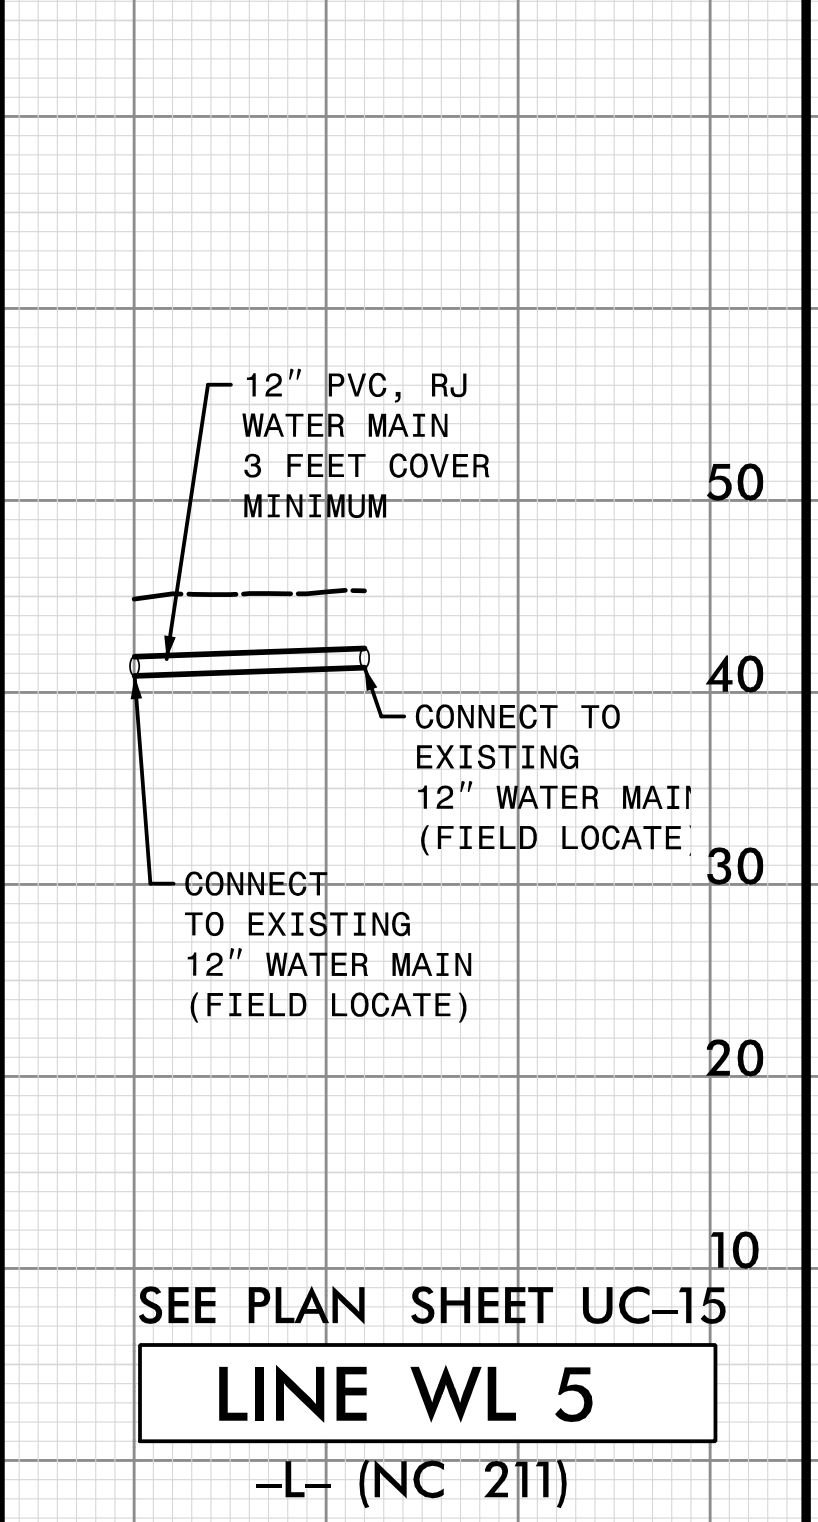 12" PVC, RJ
WATER MAIN
3 FEET COVER
MINIMUM
50
40
CONNECT TO
EXISTING
12" WATER MAIN
(FIELD LOCATE)
30
CONNECT
TO EXISTING
12" WATER MAIN
(FIELD LOCATE)
20
10
SEE PLAN SHEET UC-15
LINE WL 5
-L- (NC 211)